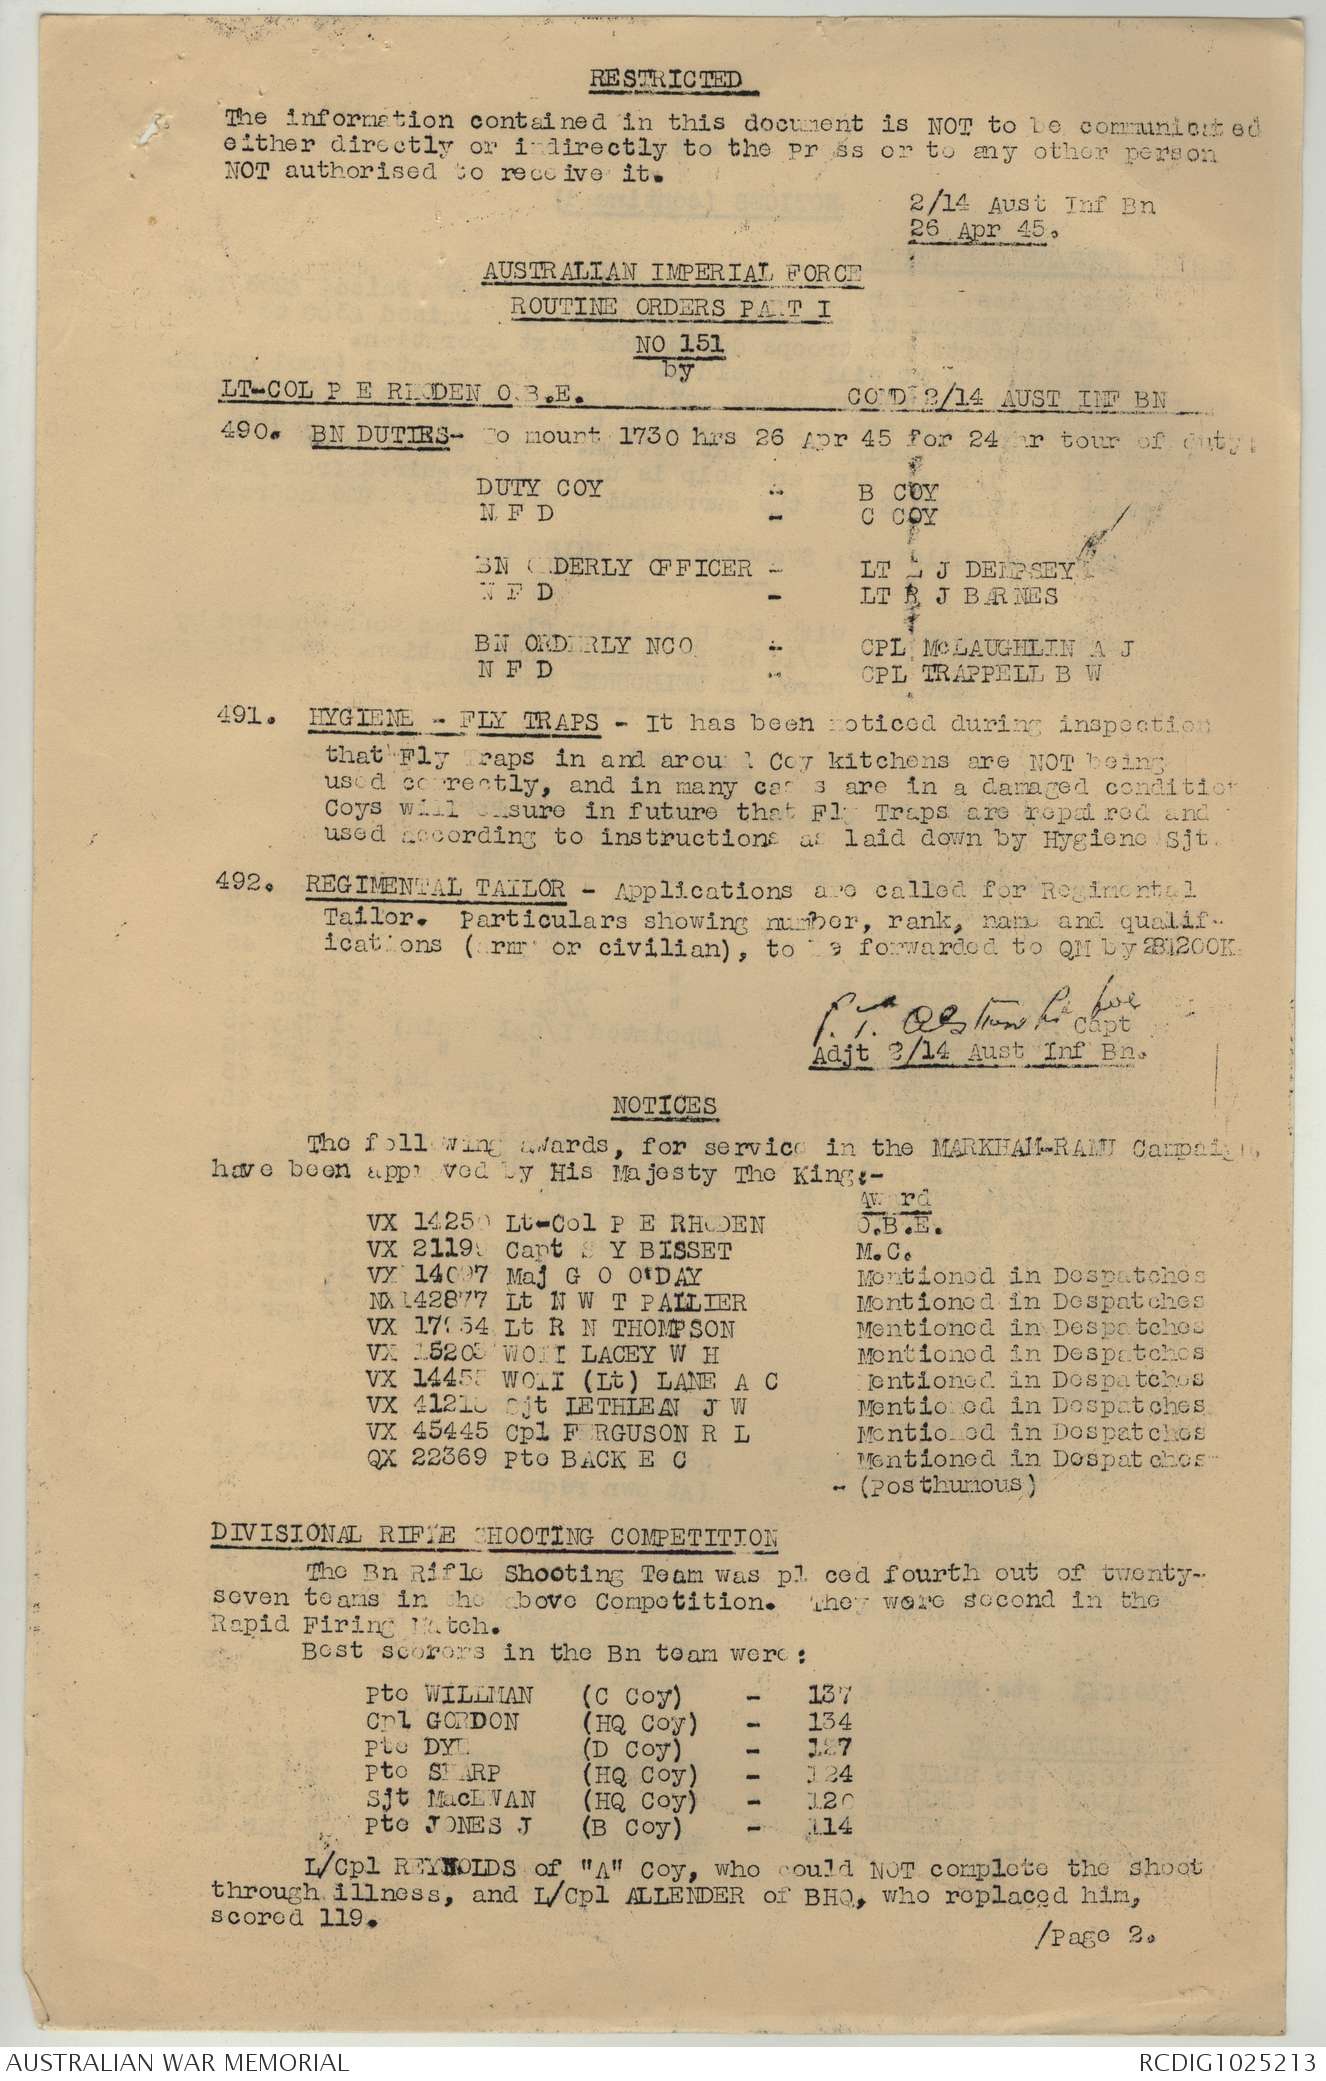 RESTRICTED
The information contained in this document is NOT to be communicated
either directly or indirectly to the Press or to any other person
NOT authorised to receive it.
2/14 Aust Inf Bn
26 Apr 45.
AUSTRALIAN IMPERIAL FORCE
ROUTINE ORDERS PART I
NO 151
by
LT-COL P E RHODEN O.B.E. COMD 2/14 AUST INF BN
490. BN DUTIES- To mount 1730 hrs 26 Apr 45 for 24 hr tour of duty:
DUTY COY - B COY
N F D - C COY
BN ORDERLY OFFICER - LT J DEMPSEY
N F D - LT R J BARNES
BN ORDERLY NCO - CPL McLAUGHLIN A J
N F D - CPL TRAPPELL B W
491. HYGIENE - FLY TRAPS - It has been noticed during inspection
that Fly Traps in and around Coy kitchens are NOT being
used correctly, and in many cases are in a damaged condition
Coys will ensure in future that Fly Traps are repaired and
used according to instructions as laid down by Hygiene Sjt.
492. REGIMENTAL TAILOR - Applications are called for Regimental
Tailor. Particulars showing number, rank, name and qualif-
ications (army or civilian), to be forwarded to QM by 281200K.
Capt
Adjt 2/14 Aust Inf Bn.
NOTICES
The following awards, for service in the MARKHAM-RAMU Campaign,
have been approved by His Majesty The King:-
Award
VX 14250 Lt-Col P E RHODEN O.B.E.
VX Capt S Y BISSET M.C.
VX 14097 Maj G O O'DAY Mentioned in Despatches
NX142877 Lt N W T PALLIER Mentioned in Despatches
VX Lt R N THOMPSON Mentioned in Despatches
VX WOII LACEY W H Mentioned in Despatches
VX WOII (Lt) LANE A C Mentioned in Despatches
VX Sjt LETHLEAN J W Mentioned in Despatches
VX 45445 Cpl FERGUSON R L Mentioned in Despatches
QX 22369 Pte BACK E C Mentioned in Despatches
- (Posthumous)
DIVISIONAL RIFLE SHOOTING COMPETITION
The Bn Rifle Shooting Team was placed fourth out of twenty-
seven teams in the above Competition. They were second in the
Rapid Firing Match.
Best scorers in the Bn team were:
Pte WILLMAN (C Coy) - 137
Cpl GORDON (HQ Coy) - 134
Pte DYE (D Coy) - 127
Pte SHARP (HQ Coy) - 124
Sjt MacEWAN (HQ Coy) - 120
Pte JONES J (B Coy) - 114
L/Cpl REYNOLDS of "A" Coy, who could NOT complete the shoot
through illness, and L/Cpl ALLENDER of BHQ, who replaced him,
scored 119.
/Page 2.
AUSTRALIAN WAR MEMORIAL RCDIG1025213